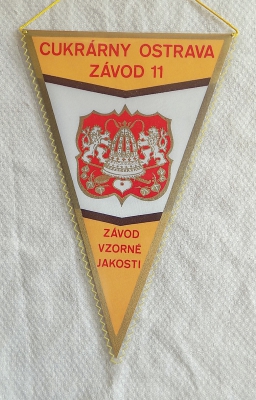 CUKRÁRNY OSTRAVA
ZÁVOD 11
ZÁVOD
VZORNÉ
JAKOSTI